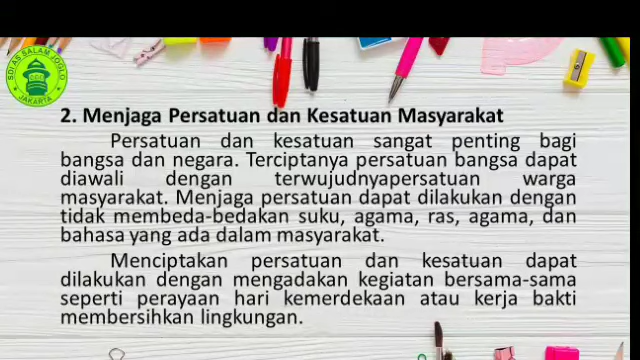 SDI AS SALAM JOGLO
JAKARTA
2. Menjaga Persatuan dan Kesatuan Masyarakat
Persatuan dan kesatuan sangat penting bagi
bangsa dan negara. Terciptanya persatuan bangsa dapat
diawali dengan terwujudnyapersatuan warga
masyarakat. Menjaga persatuan dapat dilakukan dengan
tidak membeda-bedakan suku, agama, ras, agama, dan
bahasa yang ada dalam masyarakat.
Menciptakan persatuan dan kesatuan dapat
dilakukan dengan mengadakan kegiatan bersama-sama
seperti perayaan hari kemerdekaan atau kerja bakti
membersihkan lingkungan.